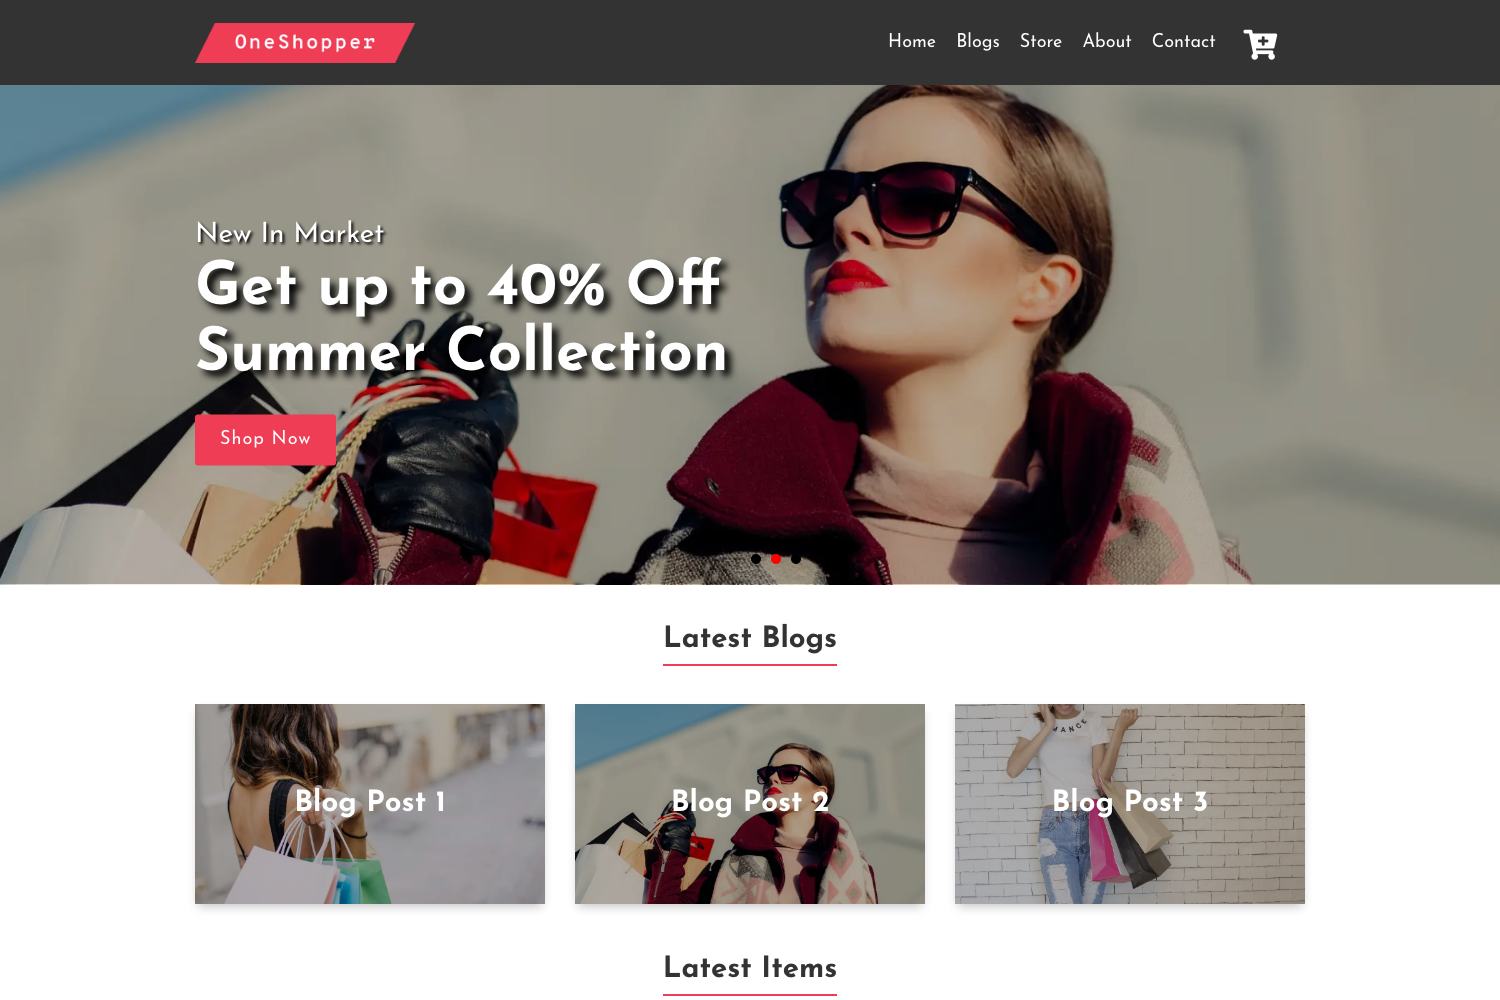 OneShopper
Home Blogs Store About Contact
New In Market
Get up to 40% Off
Summer Collection
Shop Now
Latest Blogs
Blog Post 1
Blog Post 2
Blog Post 3
Latest Items